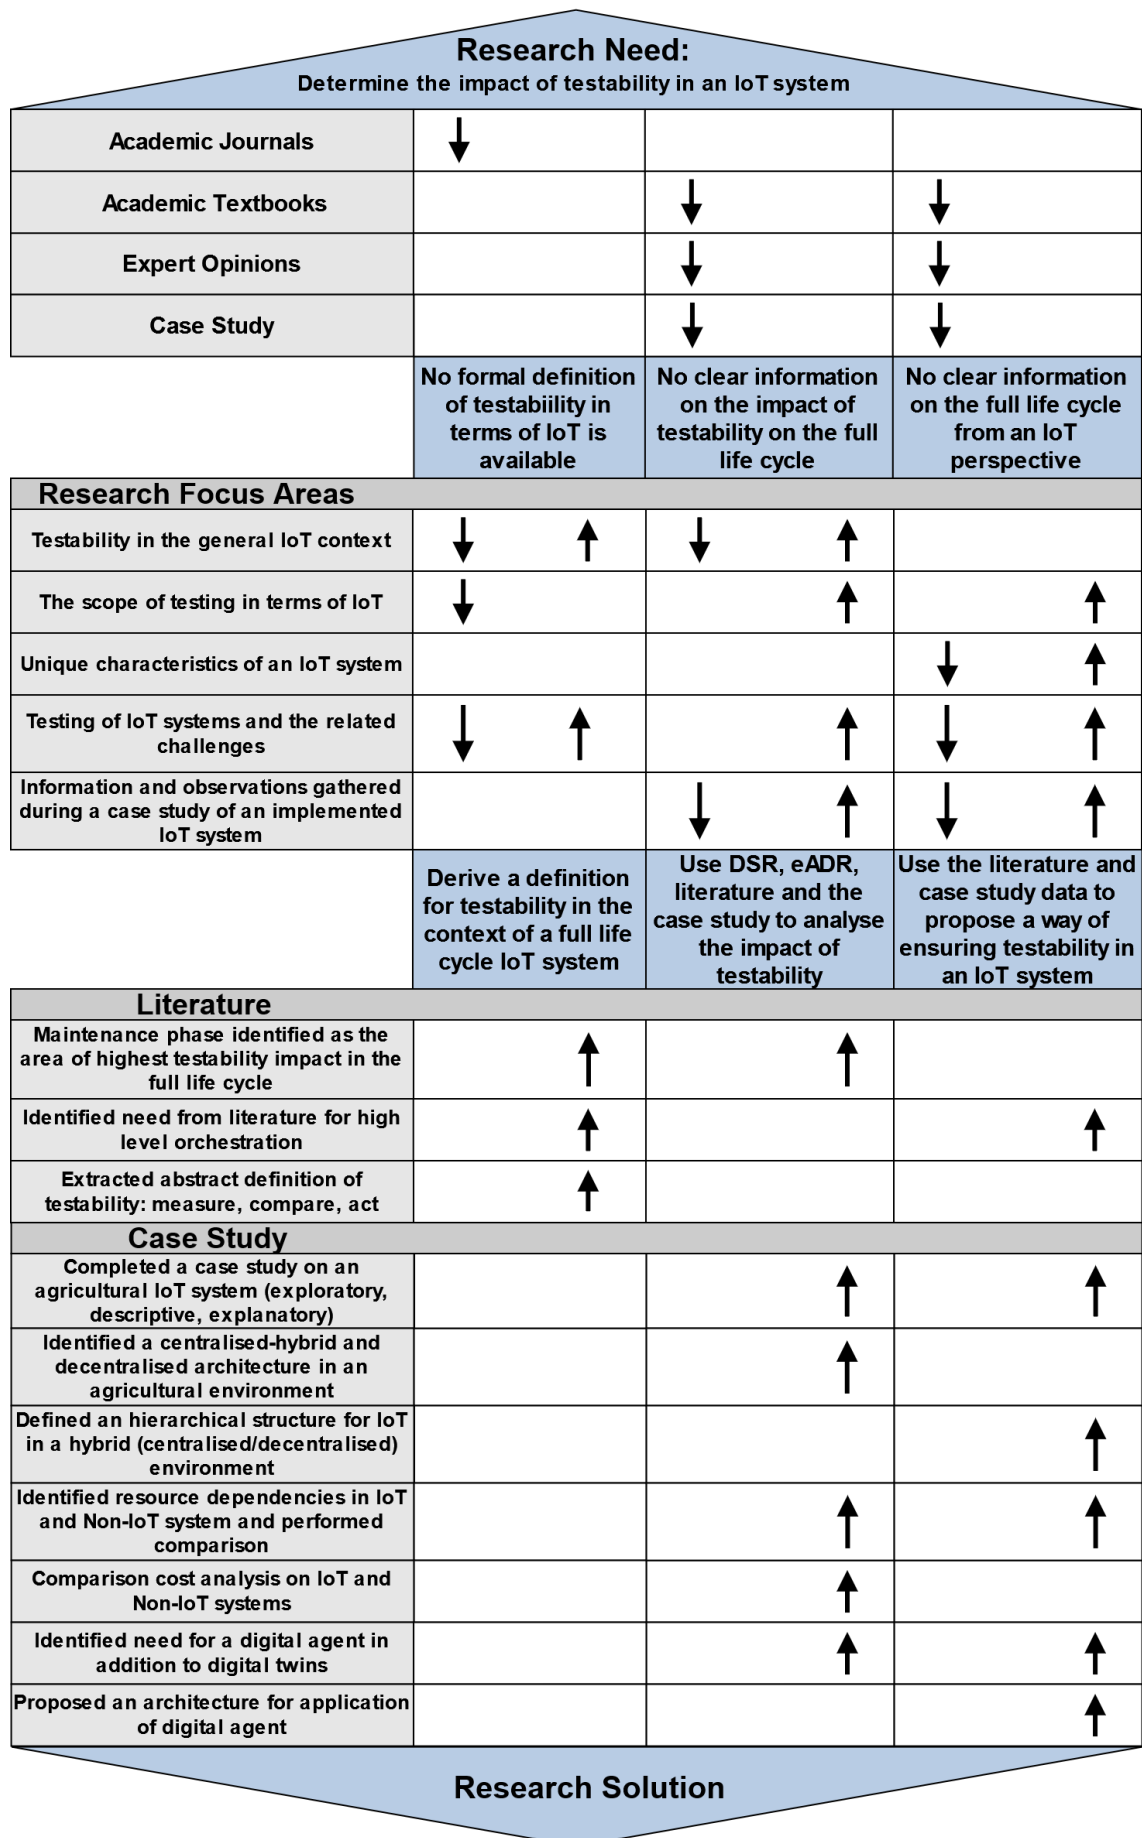 Research Need:
Determine the impact of testability in an IoT system
Academic Journals
Academic Textbooks
Expert Opinions
Case Study
No formal definition
of testabiility in
terms of IoT is
available
No clear information
on the impact of
testability on the full
life cycle
No clear information
on the full life cycle
from an IoT
perspective
Research Focus Areas
Testability in the general IoT context
The scope of testing in terms of IoT
Unique characteristics of an IoT system
Testing of IoT systems and the related
challenges
Information and observations gathered
during a case study of an implemented
IoT system
Derive a definition
for testability in the
context of a full life
cycle IoT system
Use DSR, eADR,
literature and the
case study to analyse
the impact of
testability
Use the literature and
case study data to
propose a way of
ensuring testability in
an IoT system
Literature
Maintenance phase identified as the
area of highest testability impact in the
full life cycle
Identified need from literature for high
level orchestration
Extracted abstract definition of
testability: measure, compare, act
Case Study
Completed a case study on an
agricultural IoT system (exploratory,
descriptive, explanatory)
Identified a centralised-hybrid and
decentralised architecture in an
agricultural environment
Defined an hierarchical structure for IoT
in a hybrid (centralised/decentralised)
environment
Identified resource dependencies in IoT
and Non-IoT system and performed
comparison
Comparison cost analysis on IoT and
Non-IoT systems
Identified need for a digital agent in
addition to digital twins
Proposed an architecture for application
of digital agent
Research Solution